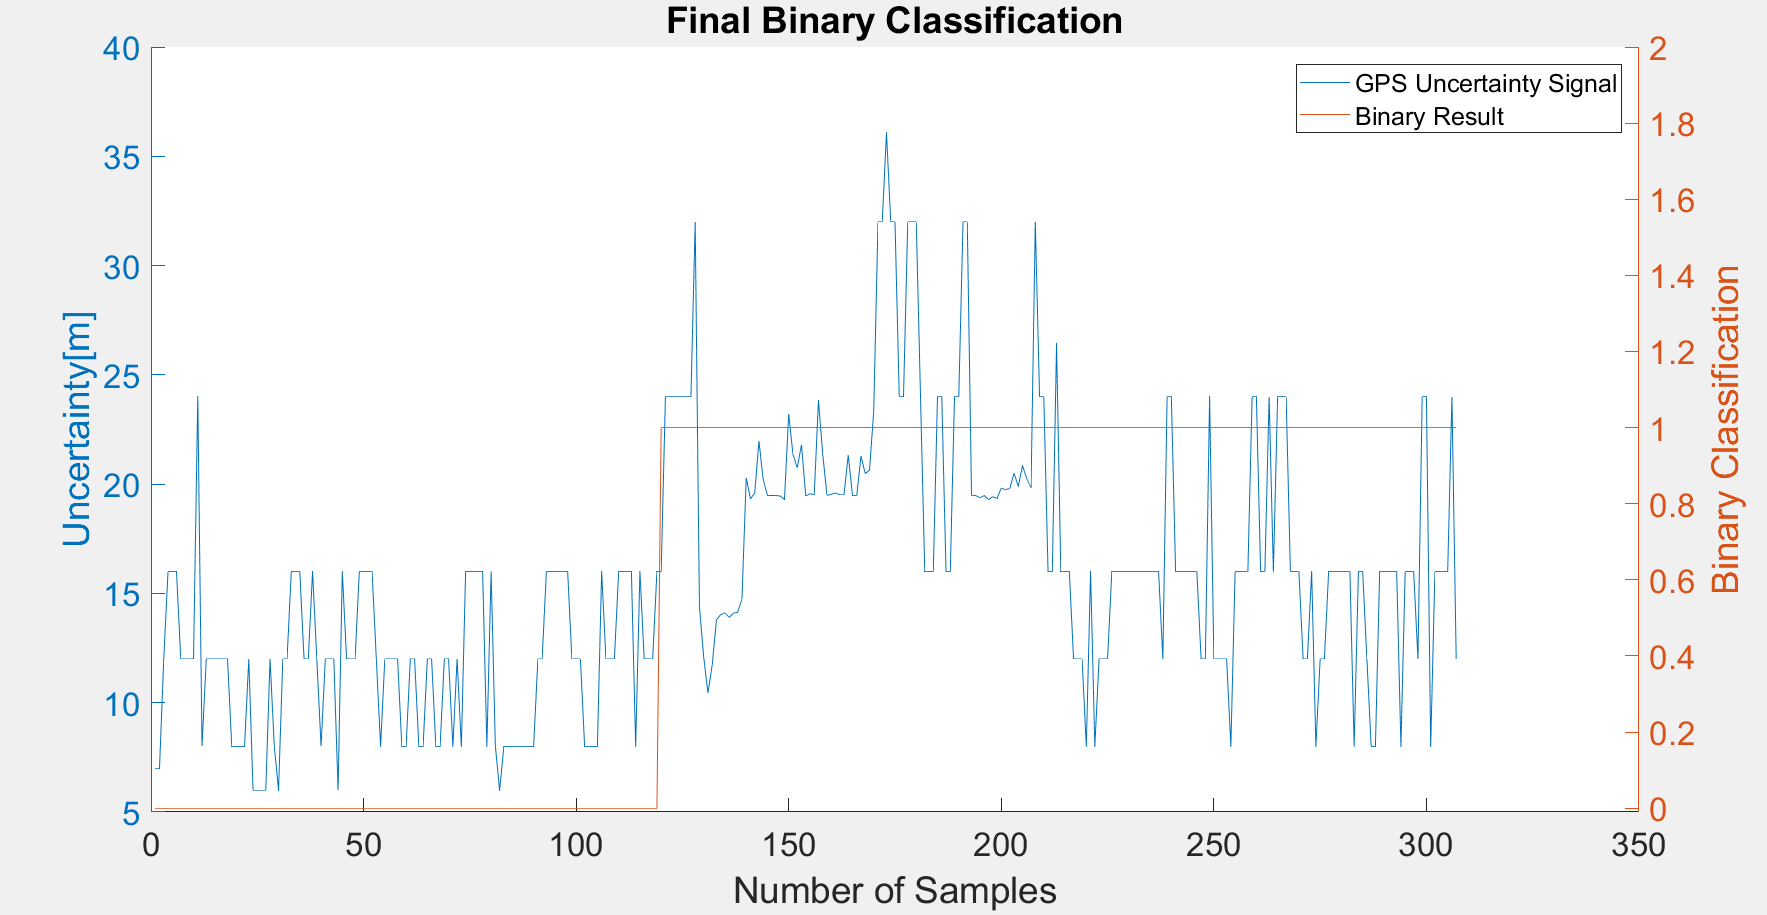 Final Binary Classification
40
35
30
25
20
15
10
5
Uncertainty[m]
GPS Uncertainty Signal
Binary Result
2
1.8
1.6
1.4
1.2
1
0.8
0.6
0.4
0.2
0
Binary Classification
0 50 100 150 200 250 300 350
Number of Samples